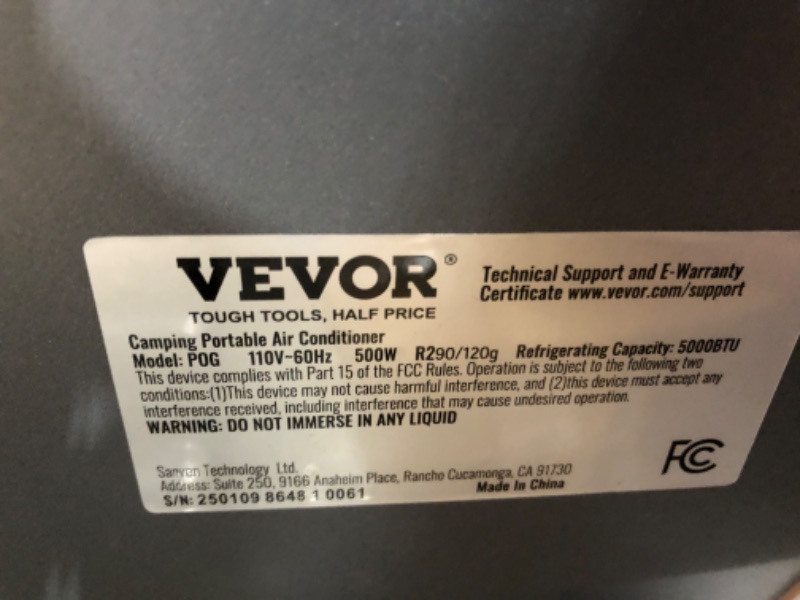 VEVOR®
TOUGH TOOLS, HALF PRICE
Technical Support and E-Warranty
Certificate www.vevor.com/support
Camping Portable Air Conditioner
Model: POG 110V~60Hz 500W R290/120g Refrigerating Capacity: 5000BTU
This device complies with Part 15 of the FCC Rules. Operation is subject to the following two
conditions:(1)This device may not cause harmful interference, and (2)this device must accept any
interference received, including interference that may cause undesired operation.
WARNING: DO NOT IMMERSE IN ANY LIQUID
Sanven Technology Ltd.
Address: Suite 250, 9166 Anaheim Place, Rancho Cucamonga, CA 91730
Made In China
S/N: 250109 8648 1 0061
FC